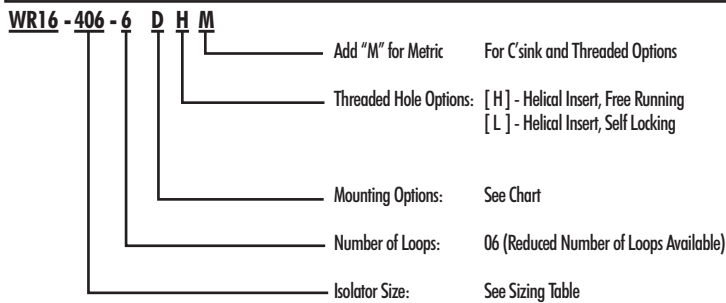 WR16 - 406 - 6 D H M
Add “M” for Metric For C’sink and Threaded Options
Threaded Hole Options: [ H ] - Helical Insert, Free Running
[ L ] - Helical Insert, Self Locking
Mounting Options: See Chart
Number of Loops: 06 (Reduced Number of Loops Available)
Isolator Size: See Sizing Table